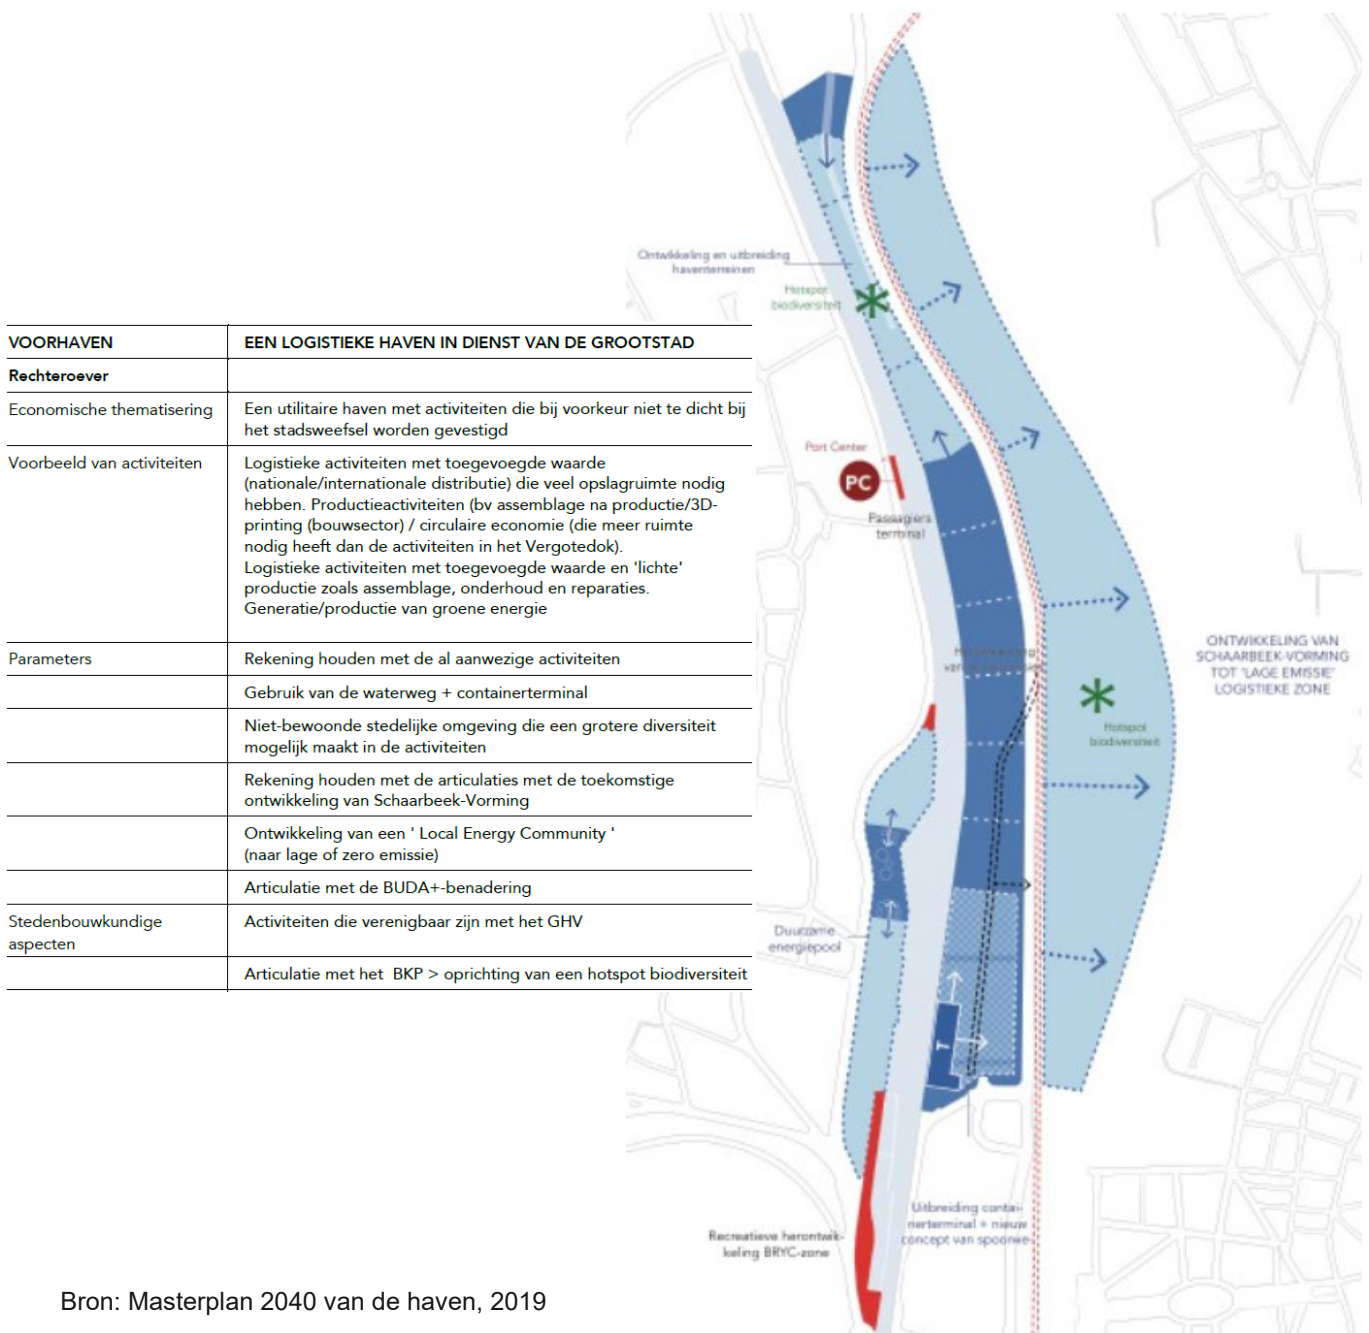 VOORHAVEN
EEN LOGISTIEKE HAVEN IN DIENST VAN DE GROOTSTAD
Rechteroever
Economische thematisering
Een utilitaire haven met activiteiten die bij voorkeur niet te dicht bij
het stadsweefsel worden gevestigd
Voorbeeld van activiteiten
Logistieke activiteiten met toegevoegde waarde
(nationale/internationale distributie) die veel opslagruimte nodig
hebben. Productieactiviteiten (bv assemblage na productie/3D-
printing (bouwsector) / circulaire economie (die meer ruimte
nodig heeft dan de activiteiten in het Vergotedok).
Logistieke activiteiten met toegevoegde waarde en 'lichte'
productie zoals assemblage, onderhoud en reparaties.
Generatie/productie van groene energie
Parameters
Rekening houden met de al aanwezige activiteiten
Gebruik van de waterweg + containerterminal
Niet-bewoonde stedelijke omgeving die een grotere diversiteit
mogelijk maakt in de activiteiten
Rekening houden met de articulaties met de toekomstige
ontwikkeling van Schaarbeek-Vorming
Ontwikkeling van een ' Local Energy Community '
(naar lage of zero emissie)
Articulatie met de BUDA+-benadering
Stedenbouwkundige
aspecten
Activiteiten die verenigbaar zijn met het GHV
Articulatie met het BKP > oprichting van een hotspot biodiversiteit
Ontwikkeling en uitbreiding
haventerreinen
Hotspot
biodiversiteit
Port Center
PC
Passagiers
terminal
van
ONTWIKKELING VAN
SCHAARBEEK-VORMING
TOT 'LAGE EMISSIE'
LOGISTIEKE ZONE
Hotspot
biodiversiteit
Duurzame
energiepool
T
Uitbreiding contai-
nerterminal + nieuw
concept van spoorwe-
Recreatieve herontwik-
keling BRYC-zone
Bron: Masterplan 2040 van de haven, 2019